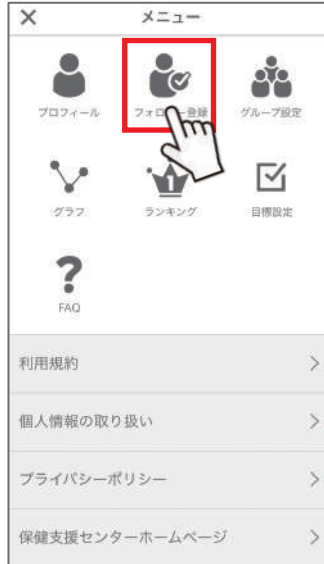 メニュー
プロフィール
フォロワー登録
グループ設定
グラフ
ランキング
1
目標設定
?
FAQ
利用規約
個人情報の取り扱い
プライバシーポリシー
保健支援センターホームページ